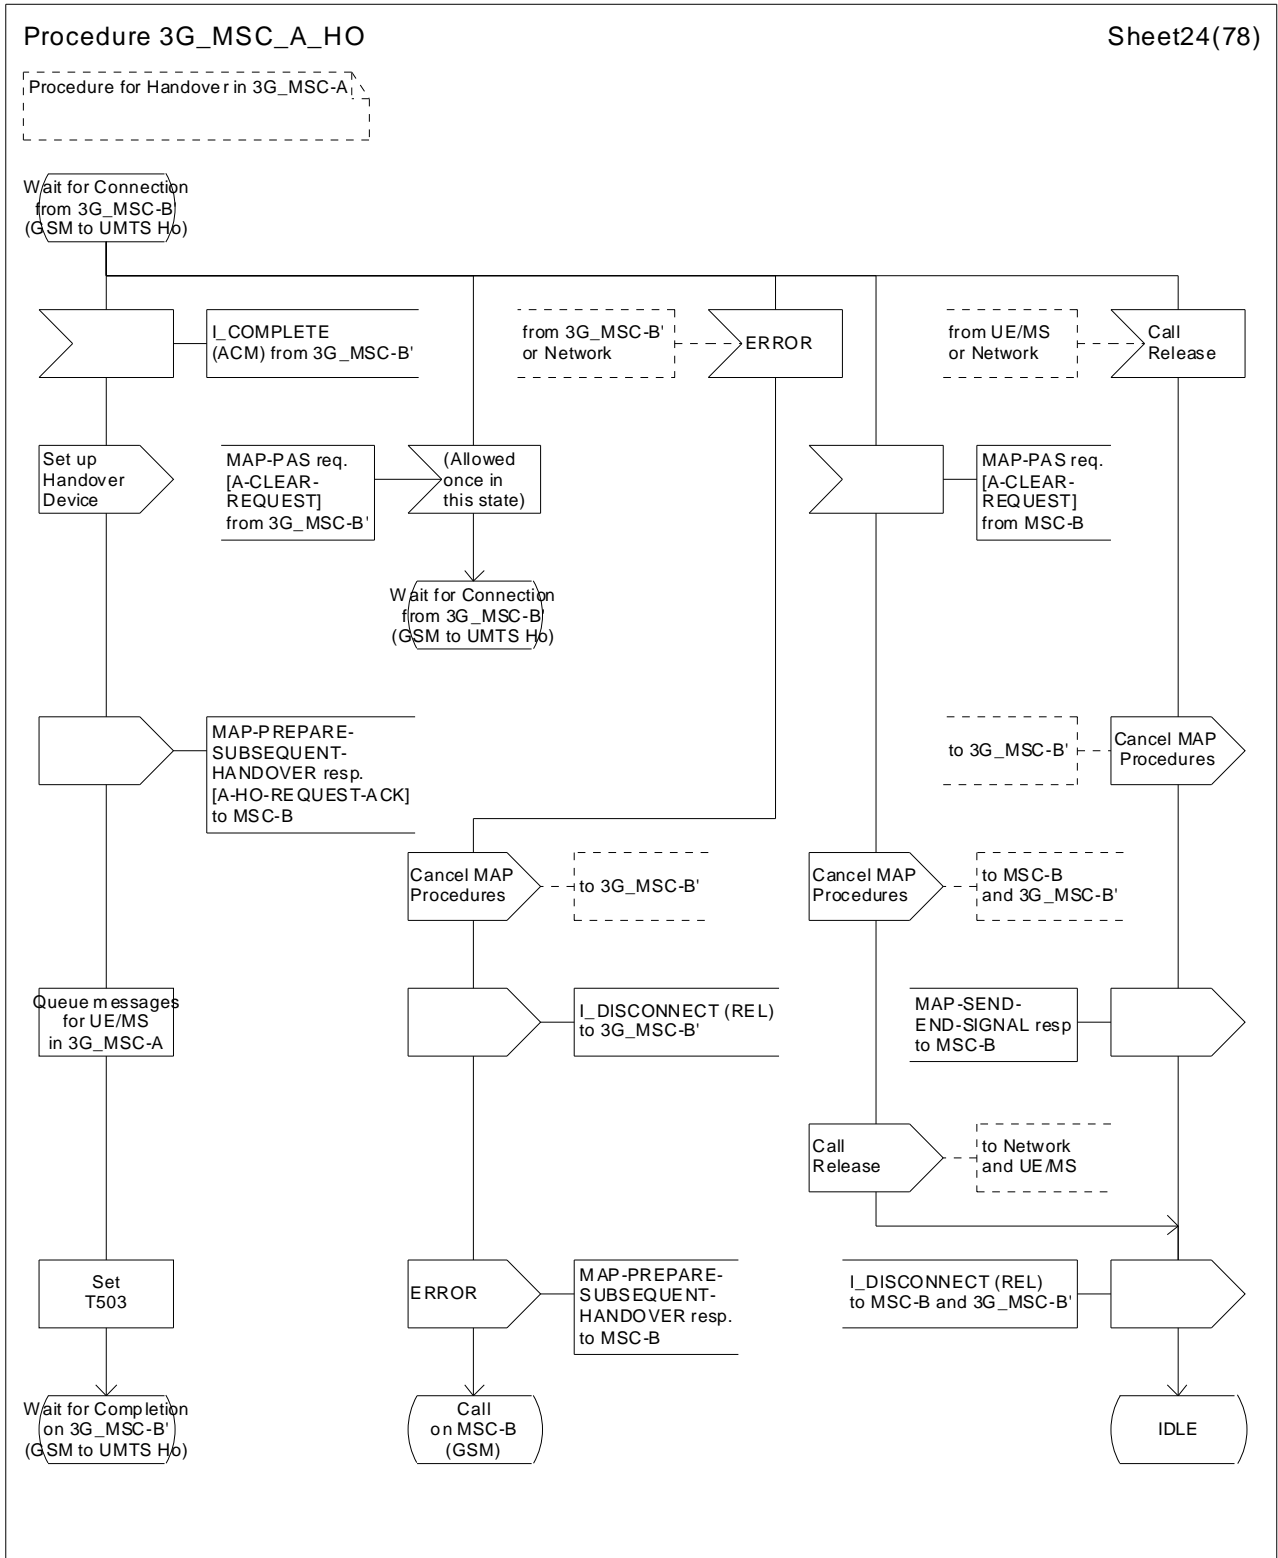 Procedure 3G_MSC_A_HO
Sheet24(78)
Procedure for Handover in 3G_MSC-A
Wait for Connection
from 3G_MSC-B'
(GSM to UMTS Ho)
I_COMPLETE
(ACM) from 3G_MSC-B'
from 3G_MSC-B'
or Network
ERROR
from UE/MS
or Network
Call
Release
Set up
Handover
Device
MAP-PAS req.
[A-CLEAR-
REQUEST]
from 3G_MSC-B'
(Allowed
once in
this state)
MAP-PAS req.
[A-CLEAR-
REQUEST]
from MSC-B
Wait for Connection
from 3G_MSC-B'
(GSM to UMTS Ho)
MAP-PREPARE-
SUBSEQUENT-
HANDOVER resp.
[A-HO-REQUEST-ACK]
to MSC-B
to 3G_MSC-B'
Cancel MAP
Procedures
Cancel MAP
Procedures
to 3G_MSC-B'
Cancel MAP
Procedures
to MSC-B
and 3G_MSC-B'
Queue messages
for UE/MS
in 3G_MSC-A
I_DISCONNECT (REL)
to 3G_MSC-B'
MAP-SEND-
END-SIGNAL resp
to MSC-B
Call
Release
to Network
and UE/MS
Set
T503
ERROR
MAP-PREPARE-
SUBSEQUENT-
HANDOVER resp.
to MSC-B
I_DISCONNECT (REL)
to MSC-B and 3G_MSC-B'
Wait for Completion
on 3G_MSC-B'
(GSM to UMTS Ho)
Call
on MSC-B
(GSM)
IDLE